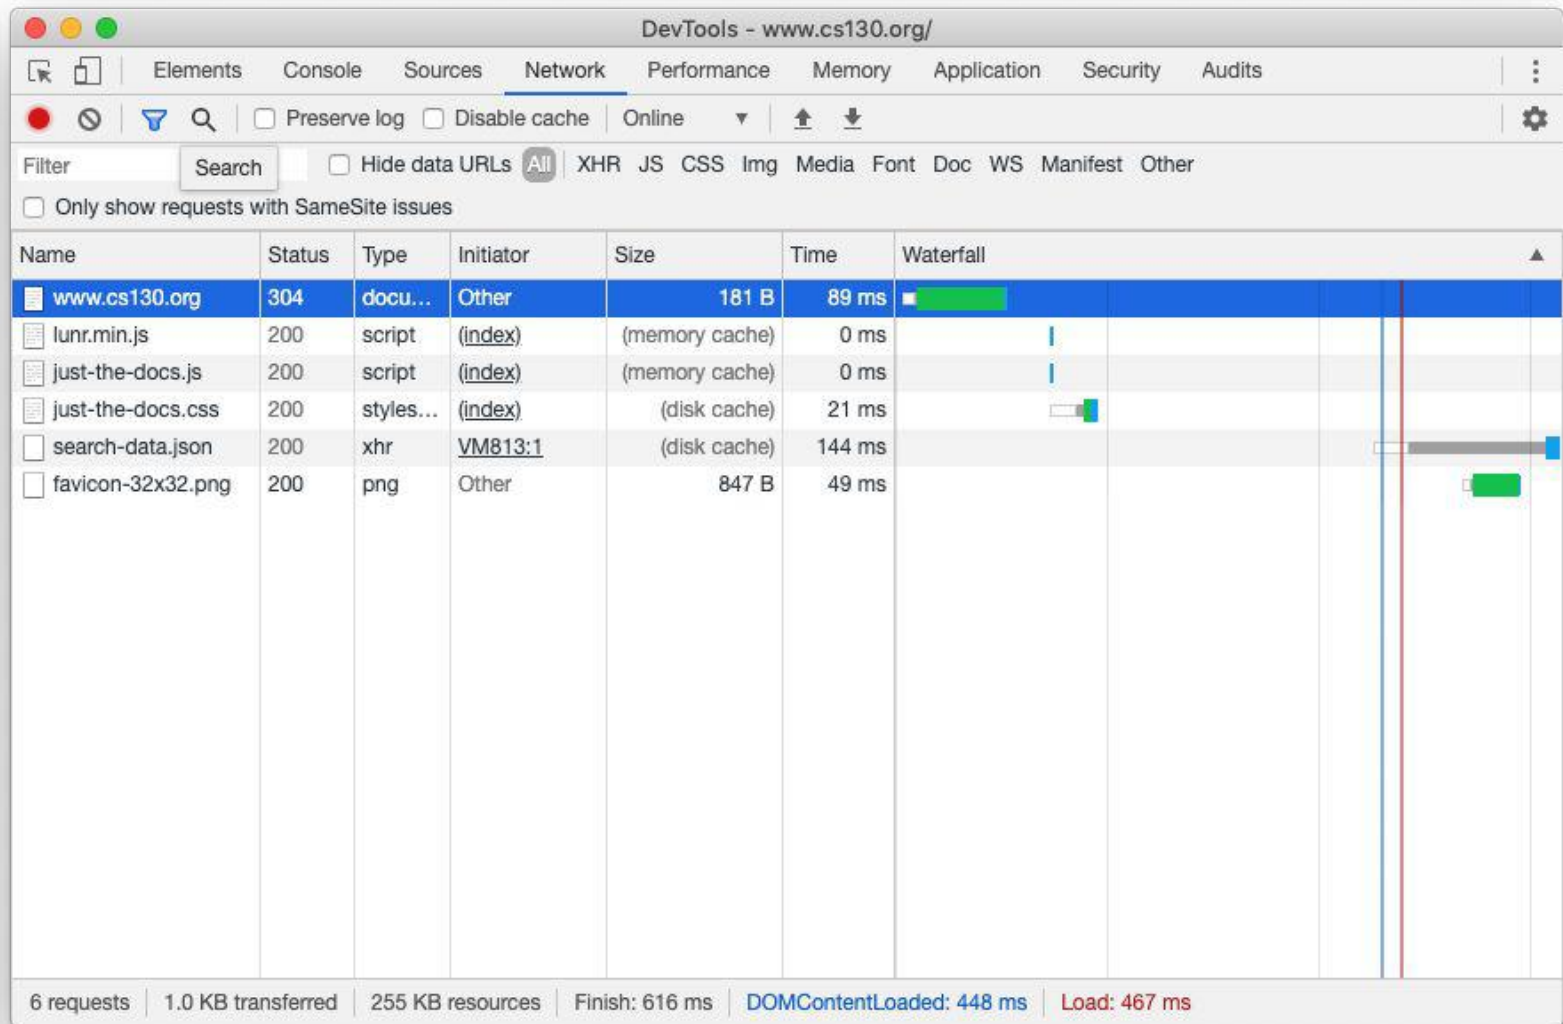 DevTools - www.cs130.org/
Elements Console Sources Network Performance Memory Application Security Audits
Preserve log Disable cache Online ▼
Filter Search Hide data URLs All XHR JS CSS Img Media Font Doc WS Manifest Other
Only show requests with SameSite issues
Name Status Type Initiator Size Time Waterfall ▲
www.cs130.org 304 docu... Other 181 B 89 ms
lunr.min.js 200 script (index) (memory cache) 0 ms
just-the-docs.js 200 script (index) (memory cache) 0 ms
just-the-docs.css 200 styles... (index) (disk cache) 21 ms
search-data.json 200 xhr VM813:1 (disk cache) 144 ms
favicon-32x32.png 200 png Other 847 B 49 ms
6 requests 1.0 KB transferred 255 KB resources Finish: 616 ms DOMContentLoaded: 448 ms Load: 467 ms